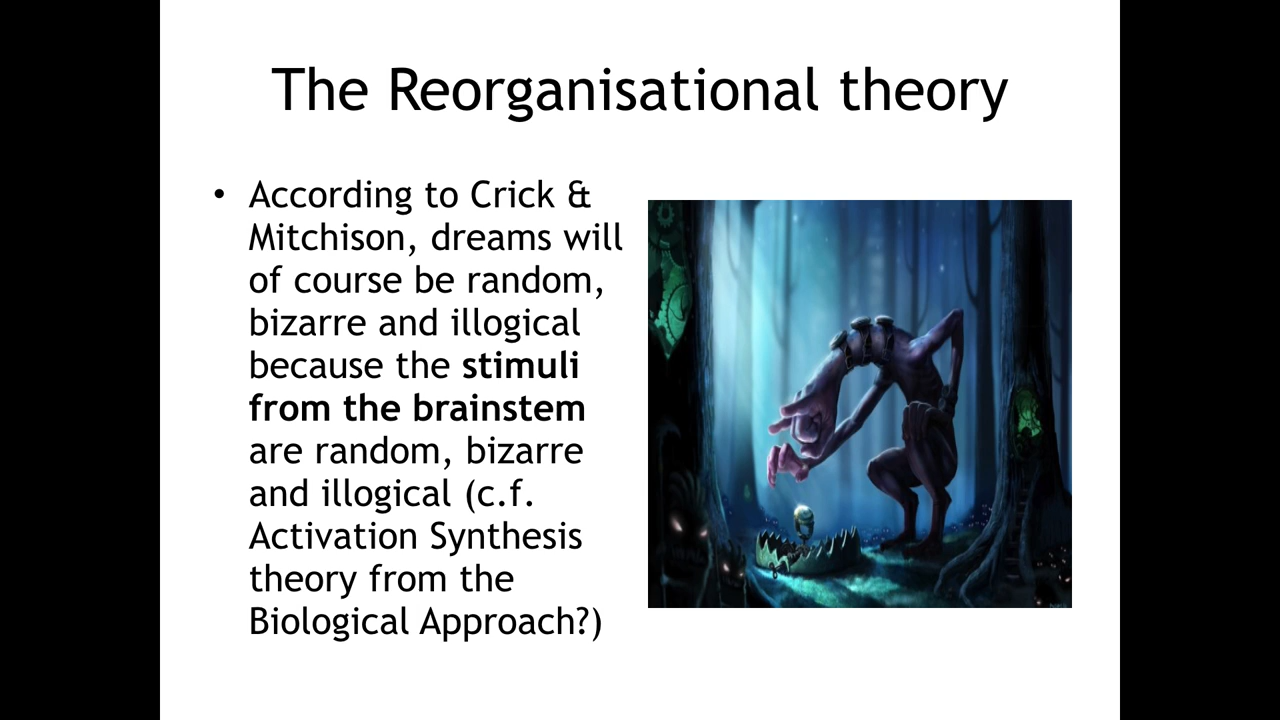 The Reorganisational theory
• According to Crick &
Mitchison, dreams will
of course be random,
bizarre and illogical
because the stimuli
from the brainstem
are random, bizarre
and illogical (c.f.
Activation Synthesis
theory from the
Biological Approach?)